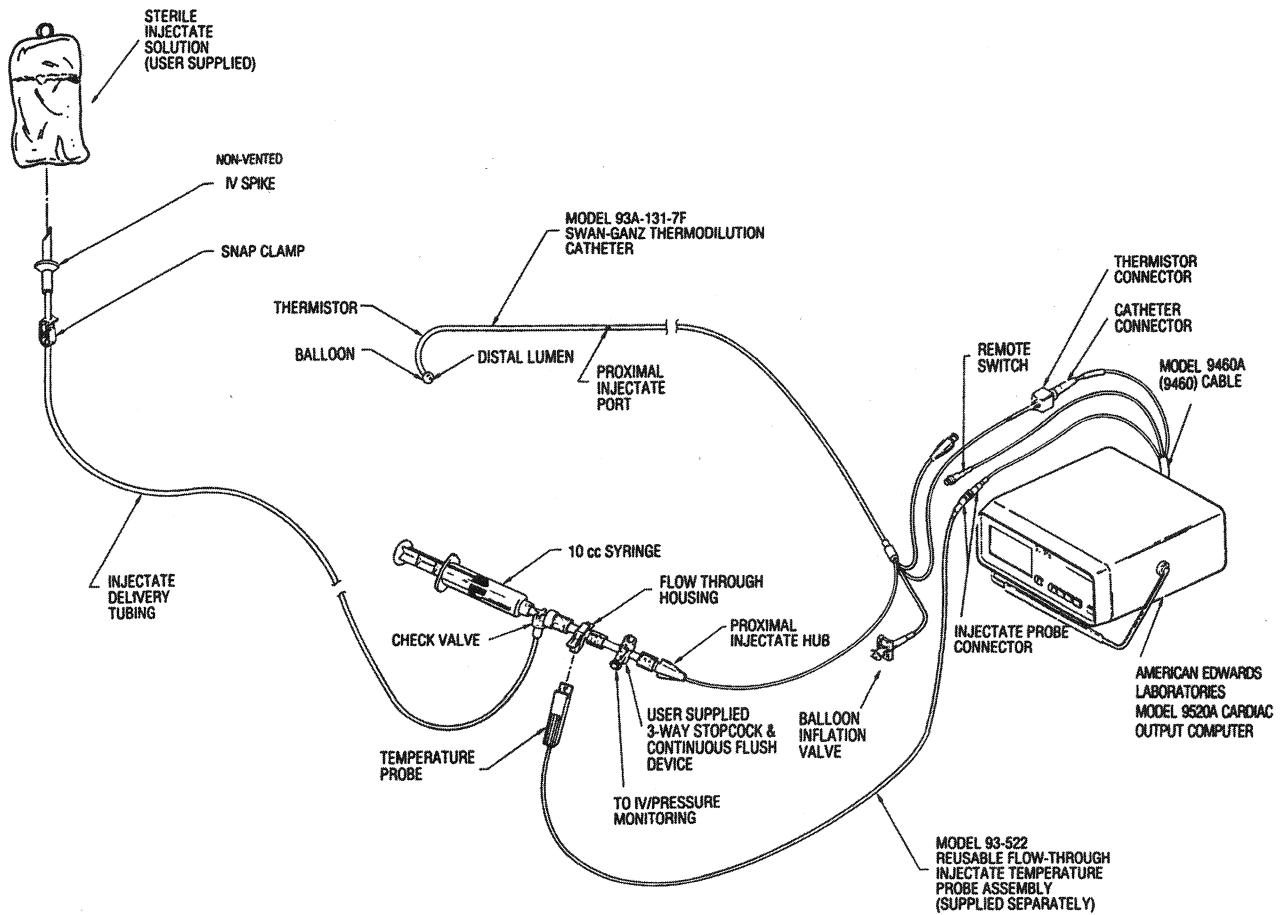 STERILE
INJECTATE
SOLUTION
(USER SUPPLIED)
NON-VENTED
IV SPIKE
SNAP CLAMP
MODEL 93A-131-7F
SWAN-GANZ THERMODILUTION
CATHETER
THERMISTOR
BALLOON
DISTAL LUMEN
PROXIMAL
INJECTATE
PORT
THERMISTOR
CONNECTOR
CATHETER
CONNECTOR
REMOTE
SWITCH
MODEL 9460A
(9460) CABLE
INJECTATE
DELIVERY
TUBING
10 cc SYRINGE
FLOW THROUGH
HOUSING
CHECK VALVE
PROXIMAL
INJECTATE HUB
INJECTATE PROBE
CONNECTOR
AMERICAN EDWARDS
LABORATORIES
MODEL 9520A CARDIAC
OUTPUT COMPUTER
TEMPERATURE
PROBE
USER SUPPLIED
3-WAY STOPCOCK &
CONTINUOUS FLUSH
DEVICE
BALLOON
INFLATION
VALVE
TO IV/PRESSURE
MONITORING
MODEL 93-522
REUSABLE FLOW-THROUGH
INJECTATE TEMPERATURE
PROBE ASSEMBLY
(SUPPLIED SEPARATELY)